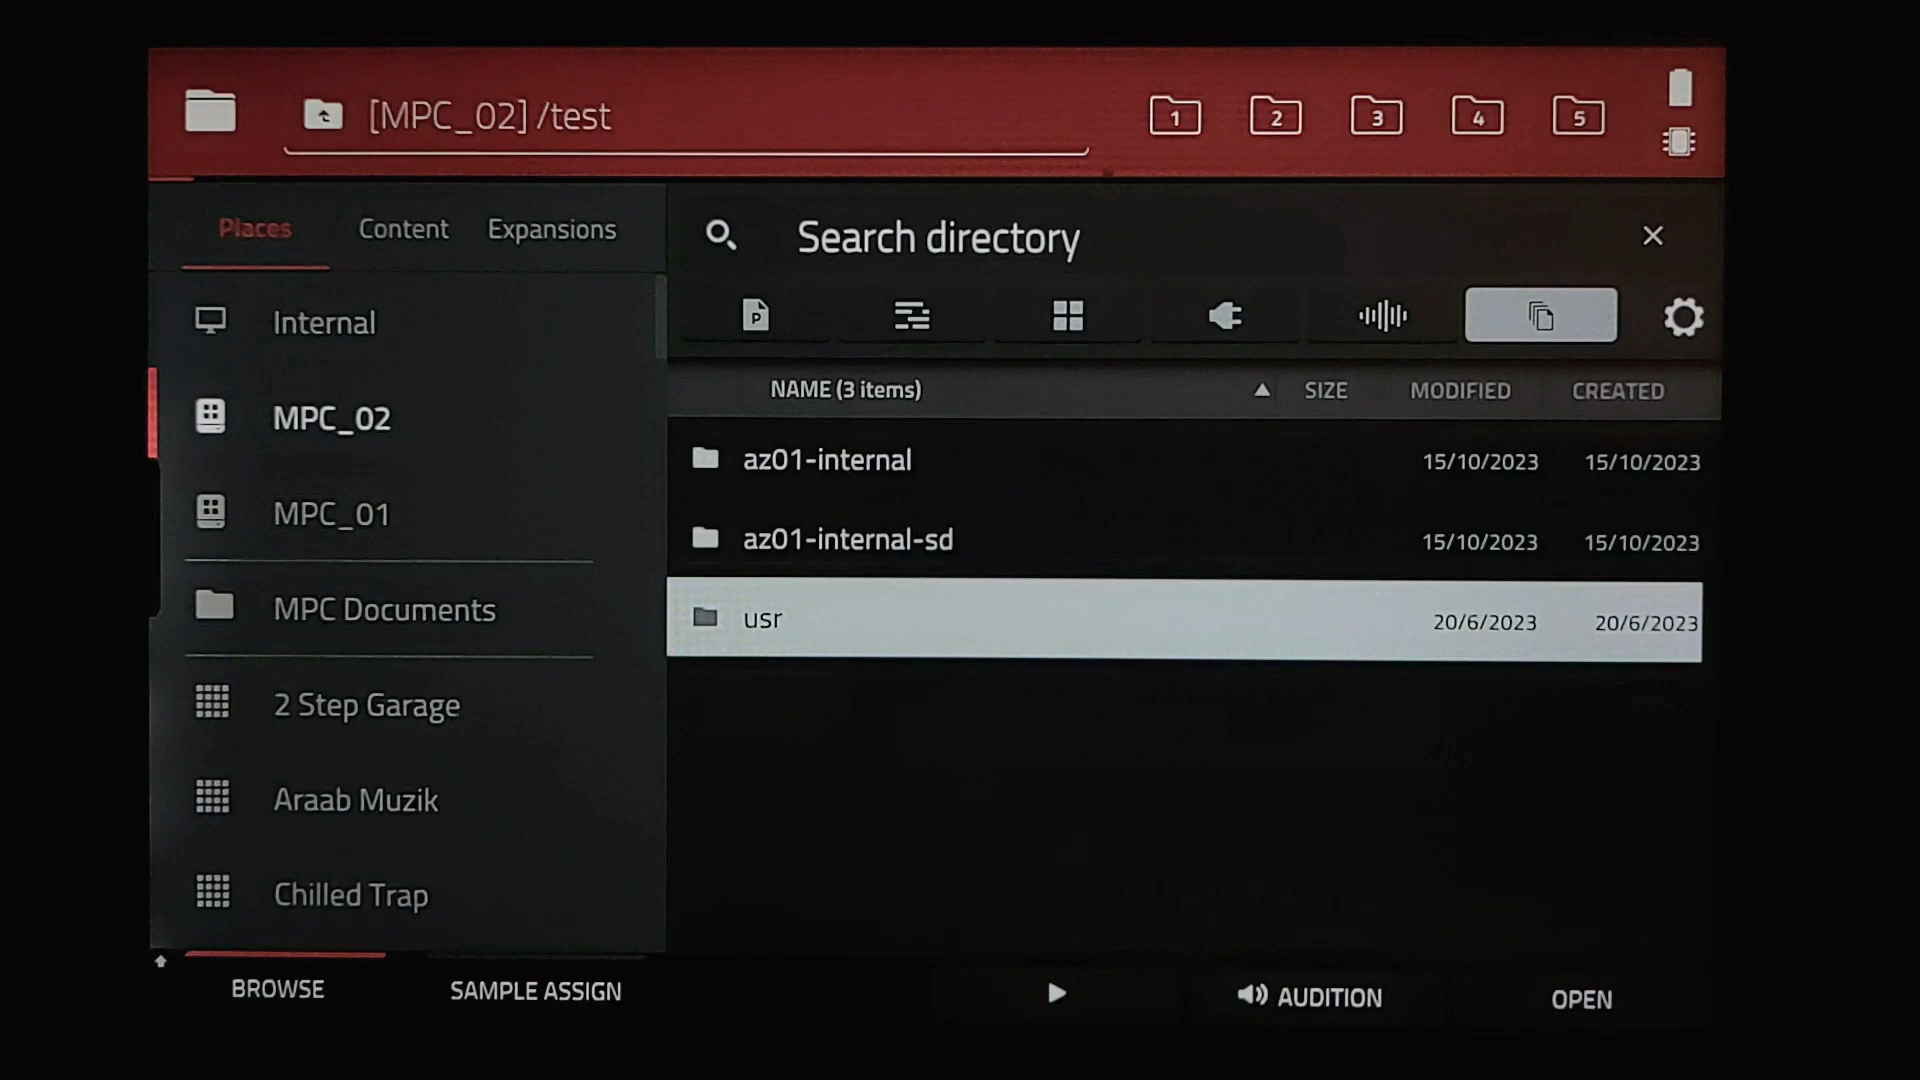 [MPC_02] /test
1 2 3 4 5
Places Content Expansions
Search directory
Internal
MPC_02
MPC_01
MPC Documents
2 Step Garage
Araab Muzik
Chilled Trap
P
NAME (3 items) SIZE MODIFIED CREATED
az01-internal 15/10/2023 15/10/2023
az01-internal-sd 15/10/2023 15/10/2023
usr 20/6/2023 20/6/2023
BROWSE SAMPLE ASSIGN AUDITION OPEN